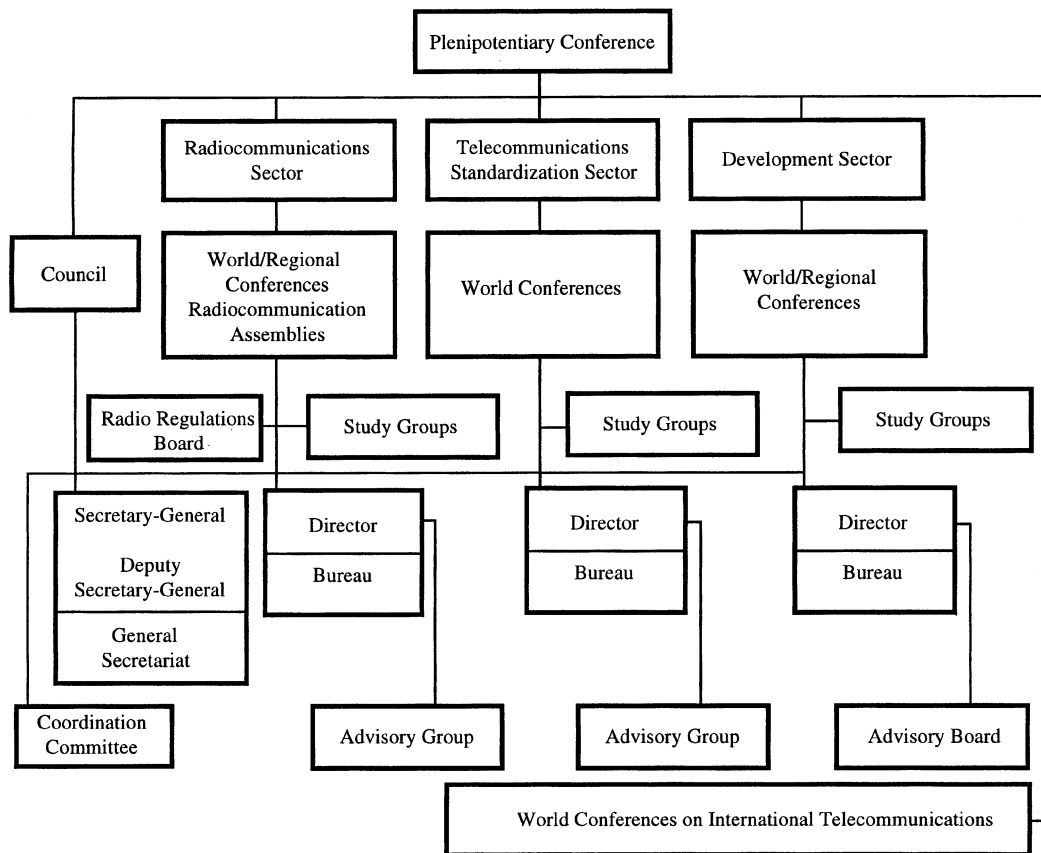 Plenipotentiary Conference
Radiocommunications
Sector
Telecommunications
Standardization Sector
Development Sector
Council
World/Regional
Conferences
Radiocommunication
Assemblies
World Conferences
World/Regional
Conferences
Radio Regulations
Board
Study Groups
Study Groups
Study Groups
Secretary-General
Deputy
Secretary-General
General
Secretariat
Director
Bureau
Director
Bureau
Director
Bureau
Coordination
Committee
Advisory Group
Advisory Group
Advisory Board
World Conferences on International Telecommunications